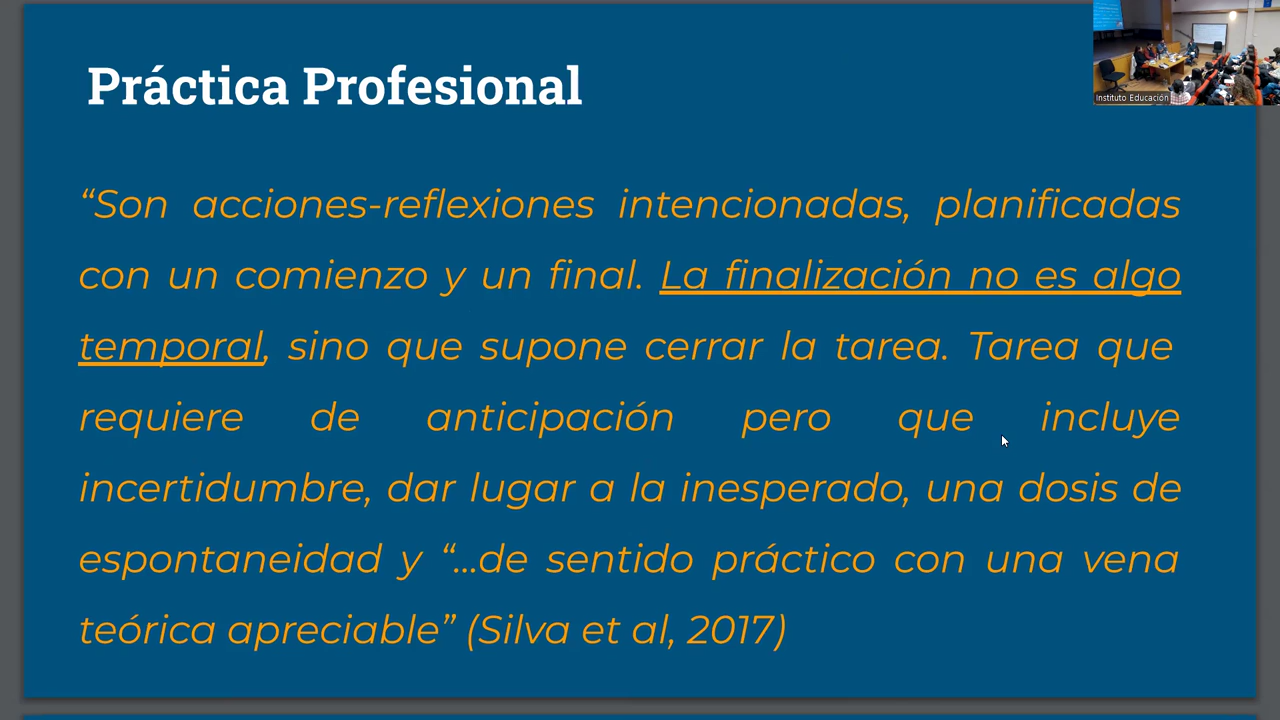 Práctica Profesional
Instituto Educación
“Son acciones-reflexiones intencionadas, planificadas
con un comienzo y un final. La finalización no es algo
temporal, sino que supone cerrar la tarea. Tarea que
requiere de anticipación pero que incluye
incertidumbre, dar lugar a la inesperado, una dosis de
espontaneidad y “...de sentido práctico con una vena
teórica apreciable” (Silva et al, 2017)